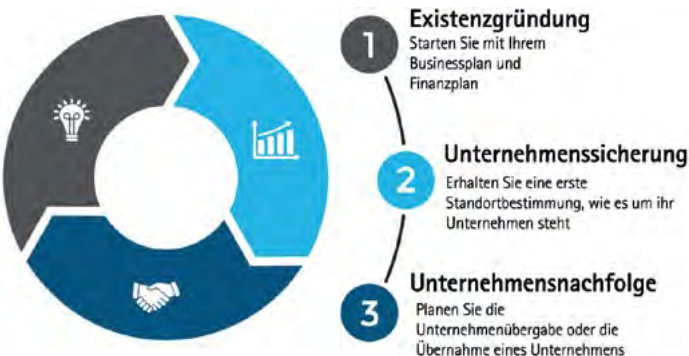 1
Existenzgründung
Starten Sie mit Ihrem
Businessplan und
Finanzplan
2
Unternehmenssicherung
Erhalten Sie eine erste
Standortbestimmung, wie es um ihr
Unternehmen steht
3
Unternehmensnachfolge
Planen Sie die
Unternehmenübergabe oder die
Übernahme eines Unternehmens